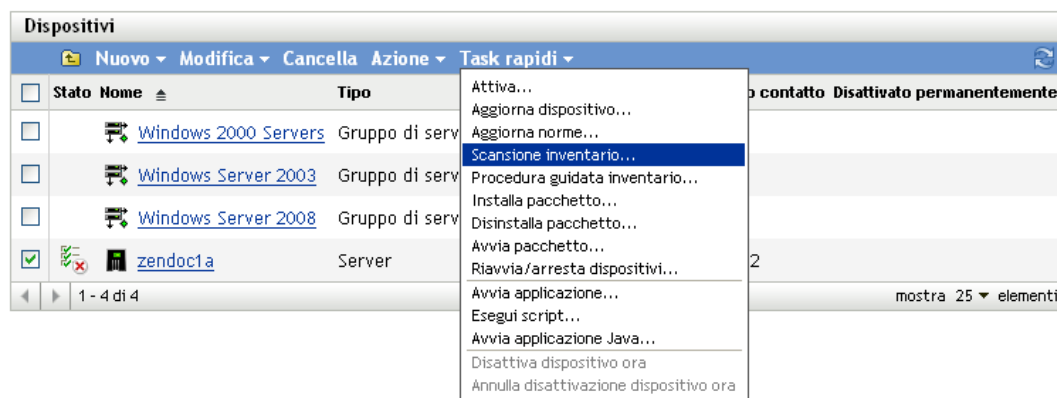 Dispositivi
Nuovo Modifica Cancella Azione Task rapidi
Stato Nome Tipo o contatto Disattivato permanentemente
Windows 2000 Servers Gruppo di serv
Windows Server 2003 Gruppo di serv
Windows Server 2008 Gruppo di serv
zendoc1a Server 2
1 - 4 di 4 mostra 25 elementi
Attiva...
Aggiorna dispositivo...
Aggiorna norme...
Scansione inventario...
Procedura guidata inventario...
Installa pacchetto...
Disinstalla pacchetto...
Avvia pacchetto...
Riavvia/arresta dispositivi...
Avvia applicazione...
Esegui script...
Avvia applicazione Java...
Disattiva dispositivo ora
Annulla disattivazione dispositivo ora